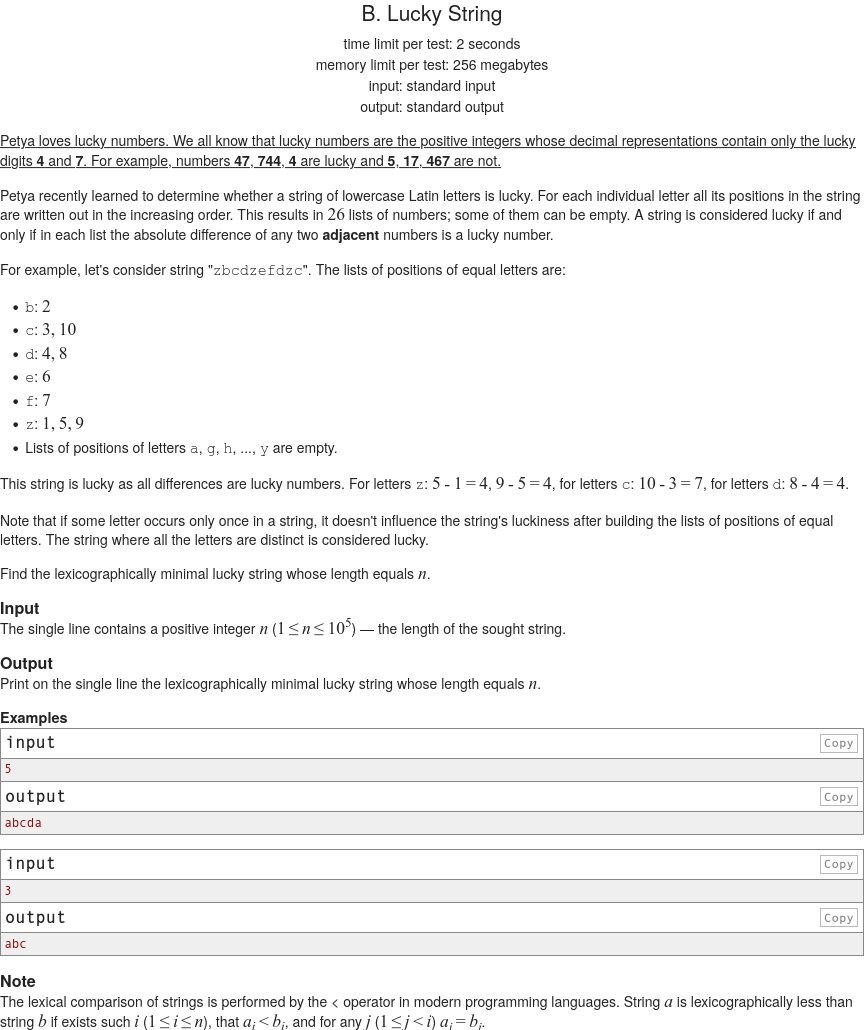 B. Lucky String
time limit per test: 2 seconds
memory limit per test: 256 megabytes
input: standard input
output: standard output
Petya loves lucky numbers. We all know that lucky numbers are the positive integers whose decimal representations contain only the lucky
digits 4 and 7. For example, numbers 47, 744, 4 are lucky and 5, 17, 467 are not.
Petya recently learned to determine whether a string of lowercase Latin letters is lucky. For each individual letter all its positions in the string
are written out in the increasing order. This results in 26 lists of numbers; some of them can be empty. A string is considered lucky if and
only if in each list the absolute difference of any two adjacent numbers is a lucky number.
For example, let's consider string "zbcdzefdzc". The lists of positions of equal letters are:
• b: 2
• c: 3, 10
• d: 4, 8
• e: 6
• f: 7
• z: 1, 5, 9
• Lists of positions of letters a, g, h, ..., y are empty.
This string is lucky as all differences are lucky numbers. For letters z: 5 - 1 = 4, 9 - 5 = 4, for letters c: 10 - 3 = 7, for letters d: 8 - 4 = 4.
Note that if some letter occurs only once in a string, it doesn't influence the string's luckiness after building the lists of positions of equal
letters. The string where all the letters are distinct is considered lucky.
Find the lexicographically minimal lucky string whose length equals n.
Input
The single line contains a positive integer n (1 ≤ n ≤ 10^5) — the length of the sought string.
Output
Print on the single line the lexicographically minimal lucky string whose length equals n.
Examples
input Copy
5
output Copy
abcda
input Copy
3
output Copy
abc
Note
The lexical comparison of strings is performed by the < operator in modern programming languages. String a is lexicographically less than
string b if exists such i (1 ≤ i ≤ n), that a_i < b_i, and for any j (1 ≤ j < i) a_j = b_j.